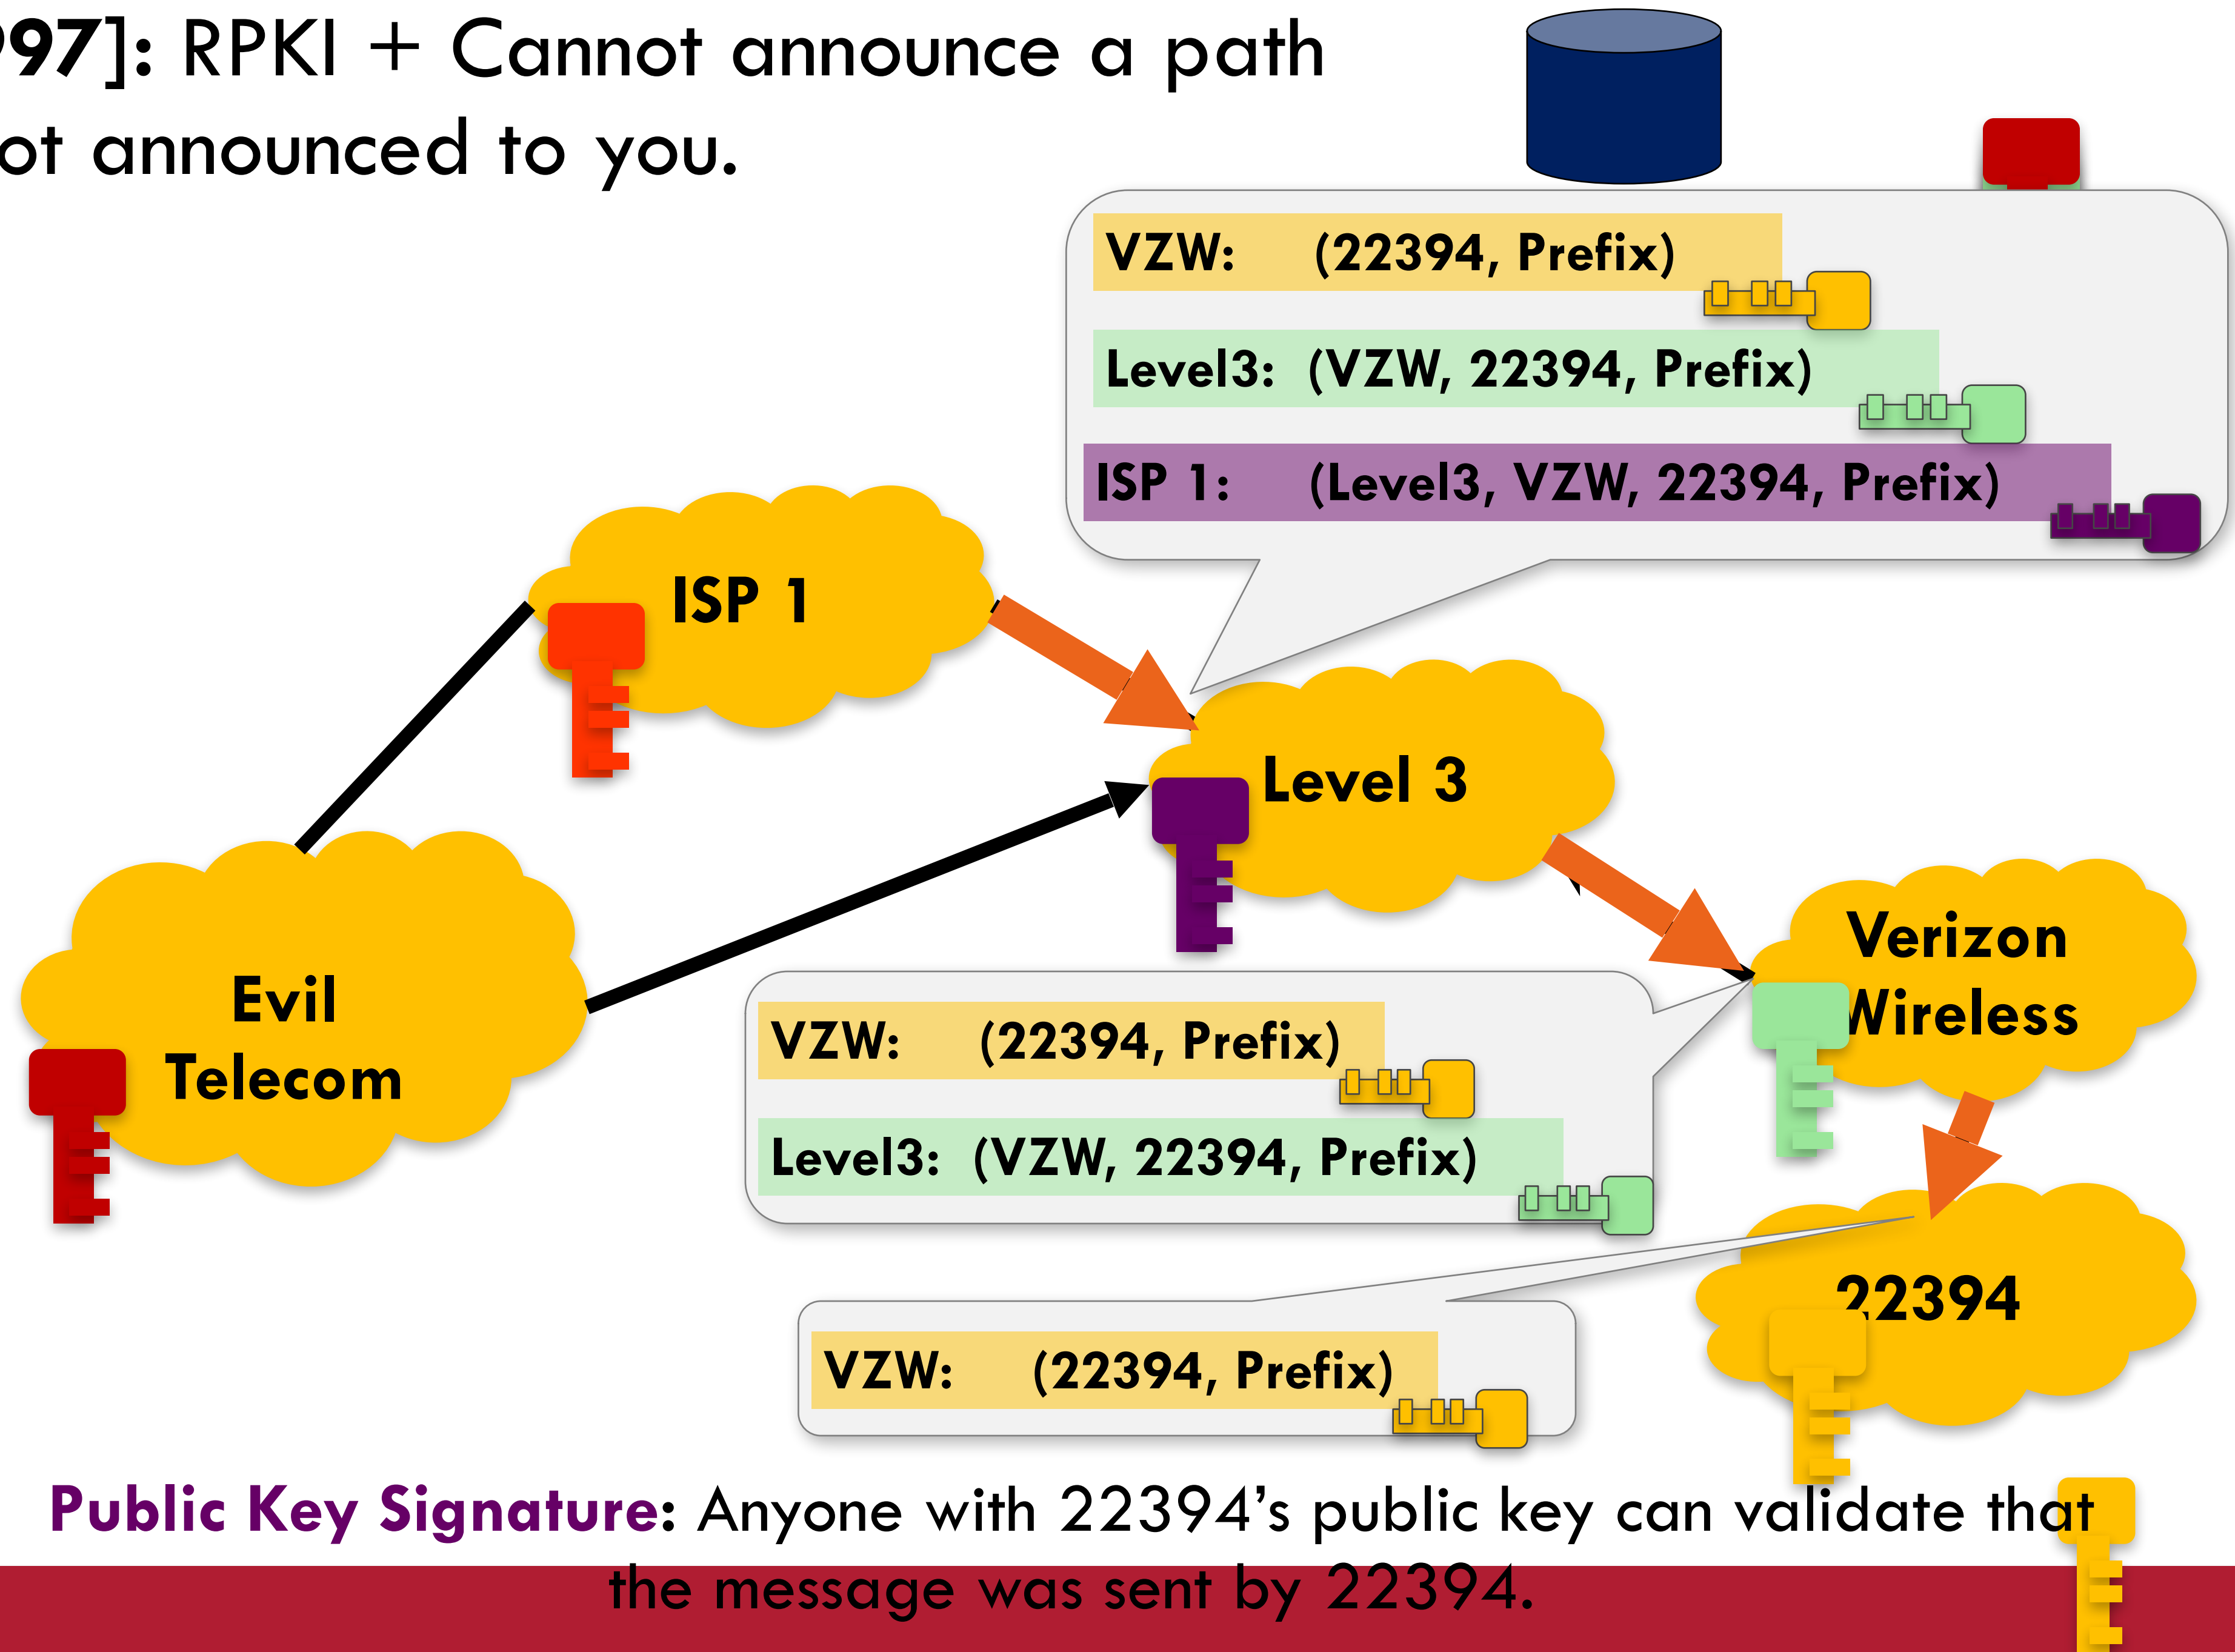 97]: RPKI + Cannot announce a path
ot announced to you.
VZW: (22394, Prefix)
Level3: (VZW, 22394, Prefix)
ISP 1: (Level3, VZW, 22394, Prefix)
ISP 1
Level 3
Verizon
Wireless
Evil
Telecom
VZW: (22394, Prefix)
Level3: (VZW, 22394, Prefix)
22394
VZW: (22394, Prefix)
Public Key Signature: Anyone with 22394’s public key can validate that
the message was sent by 22394.